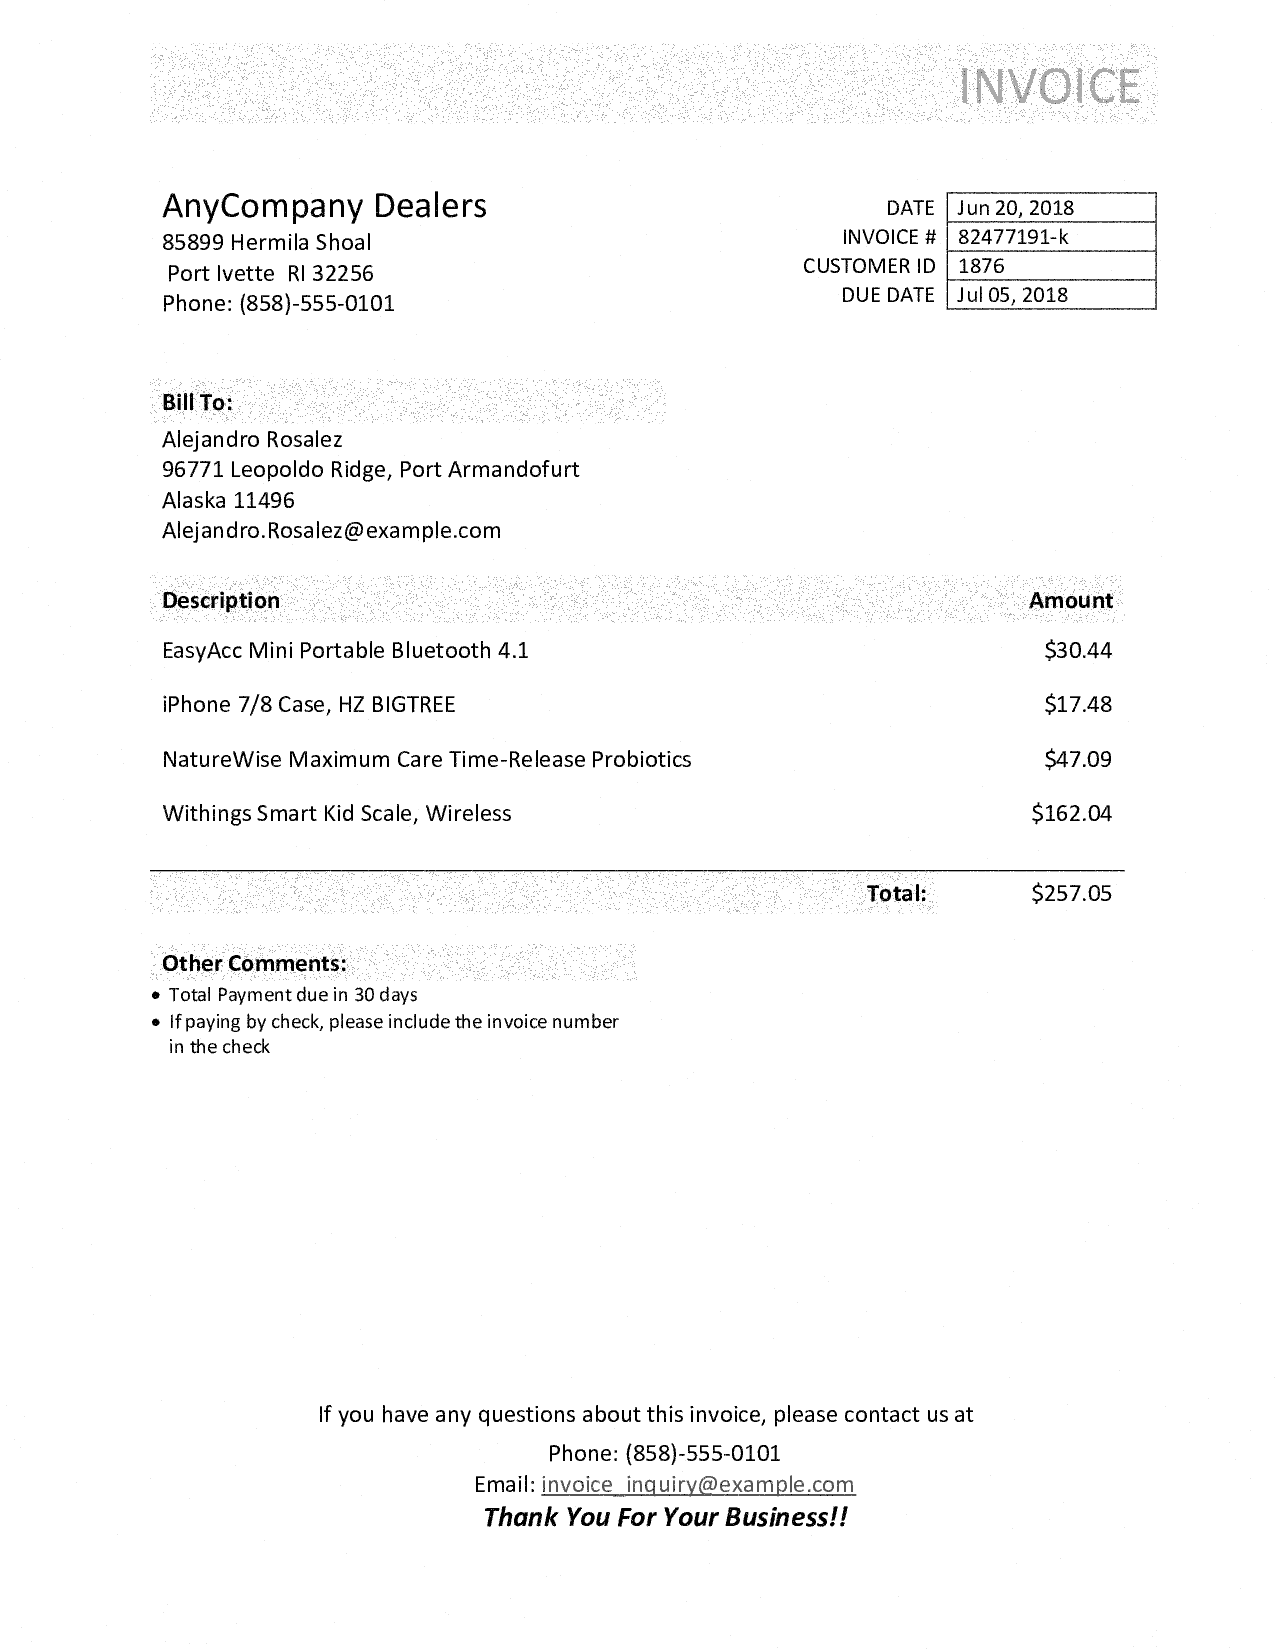 INVOICE
AnyCompany Dealers
85899 Hermila Shoal
Port Ivette RI 32256
Phone: (858)-555-0101
DATE Jun 20, 2018
INVOICE # 82477191-k
CUSTOMER ID 1876
DUE DATE Jul 05, 2018
Bill To:
Alejandro Rosalez
96771 Leopoldo Ridge, Port Armandofurt
Alaska 11496
Alejandro.Rosalez@example.com
Description Amount
EasyAcc Mini Portable Bluetooth 4.1 $30.44
iPhone 7/8 Case, HZ BIGTREE $17.48
NatureWise Maximum Care Time-Release Probiotics $47.09
Withings Smart Kid Scale, Wireless $162.04
Total: $257.05
Other Comments:
• Total Payment due in 30 days
• If paying by check, please include the invoice number
in the check
If you have any questions about this invoice, please contact us at
Phone: (858)-555-0101
Email: invoice_inquiry@example.com
Thank You For Your Business!!